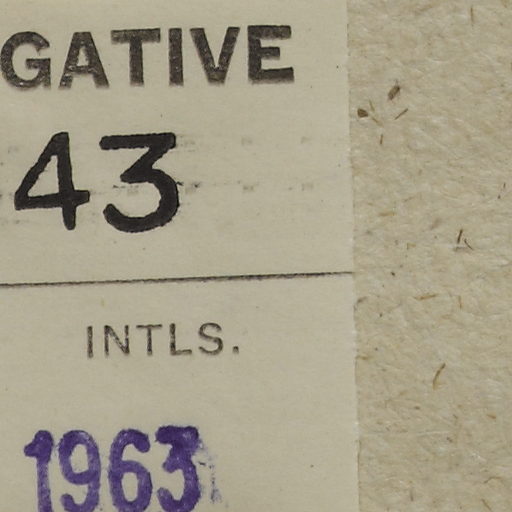 GATIVE
43
INTLS.
1963